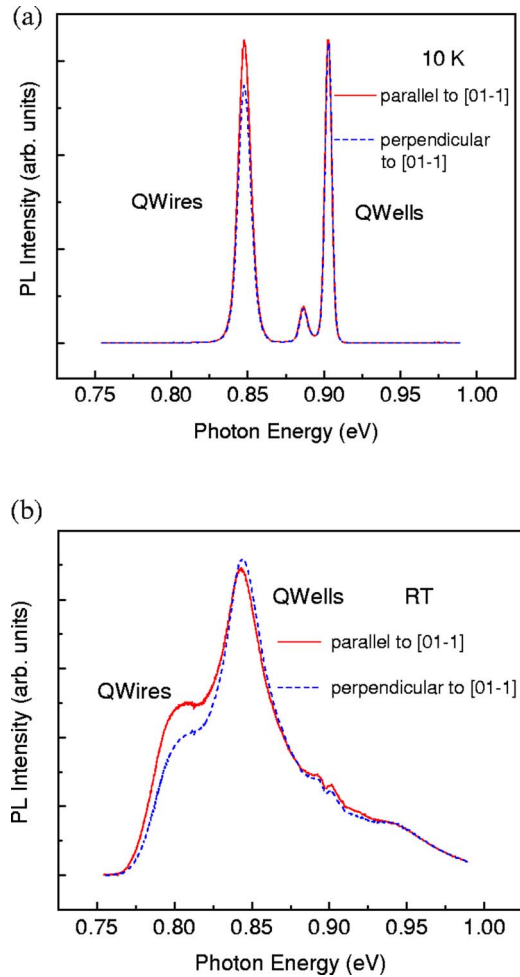 (a)
10 K
parallel to [01-1]
perpendicular
to [01-1]
QWires
QWells
PL Intensity (arb. units)
0.75 0.80 0.85 0.90 0.95 1.00
Photon Energy (eV)
(b)
QWells RT
parallel to [01-1]
QWires
perpendicular to [01-1]
PL Intensity (arb. units)
0.75 0.80 0.85 0.90 0.95 1.00
Photon Energy (eV)